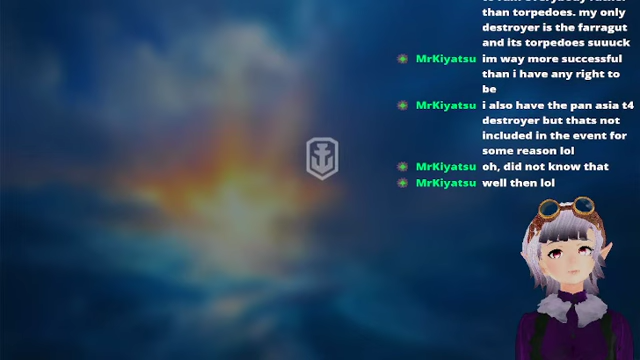 than torpedoes. my only
destroyer is the farragut
and its torpedoes suuuck
MrKiyatsu im way more successful
than i have any right to
be
MrKiyatsu i also have the pan asia t4
destroyer but thats not
included in the event for
some reason lol
MrKiyatsu oh, did not know that
MrKiyatsu well then lol